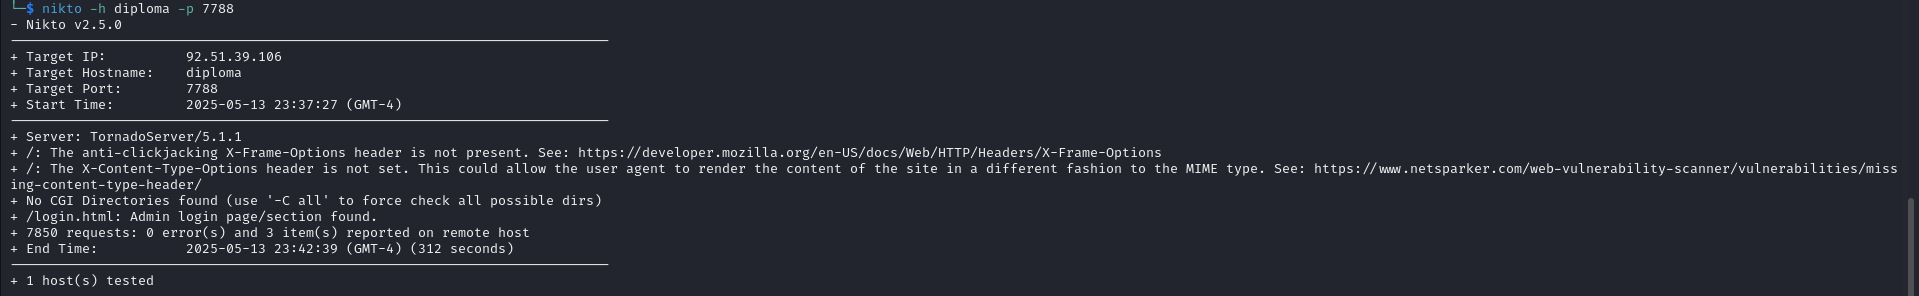 └─$ nikto -h diploma -p 7788
- Nikto v2.5.0
+ Target IP:          92.51.39.106
+ Target Hostname:    diploma
+ Target Port:        7788
+ Start Time:         2025-05-13 23:37:27 (GMT-4)
+ Server: TornadoServer/5.1.1
+ /: The anti-clickjacking X-Frame-Options header is not present. See: https://developer.mozilla.org/en-US/docs/Web/HTTP/Headers/X-Frame-Options
+ /: The X-Content-Type-Options header is not set. This could allow the user agent to render the content of the site in a different fashion to the MIME type. See: https://www.netsparker.com/web-vulnerability-scanner/vulnerabilities/miss
ing-content-type-header/
+ No CGI Directories found (use '-C all' to force check all possible dirs)
+ /login.html: Admin login page/section found.
+ 7850 requests: 0 error(s) and 3 item(s) reported on remote host
+ End Time:           2025-05-13 23:42:39 (GMT-4) (312 seconds)
+ 1 host(s) tested